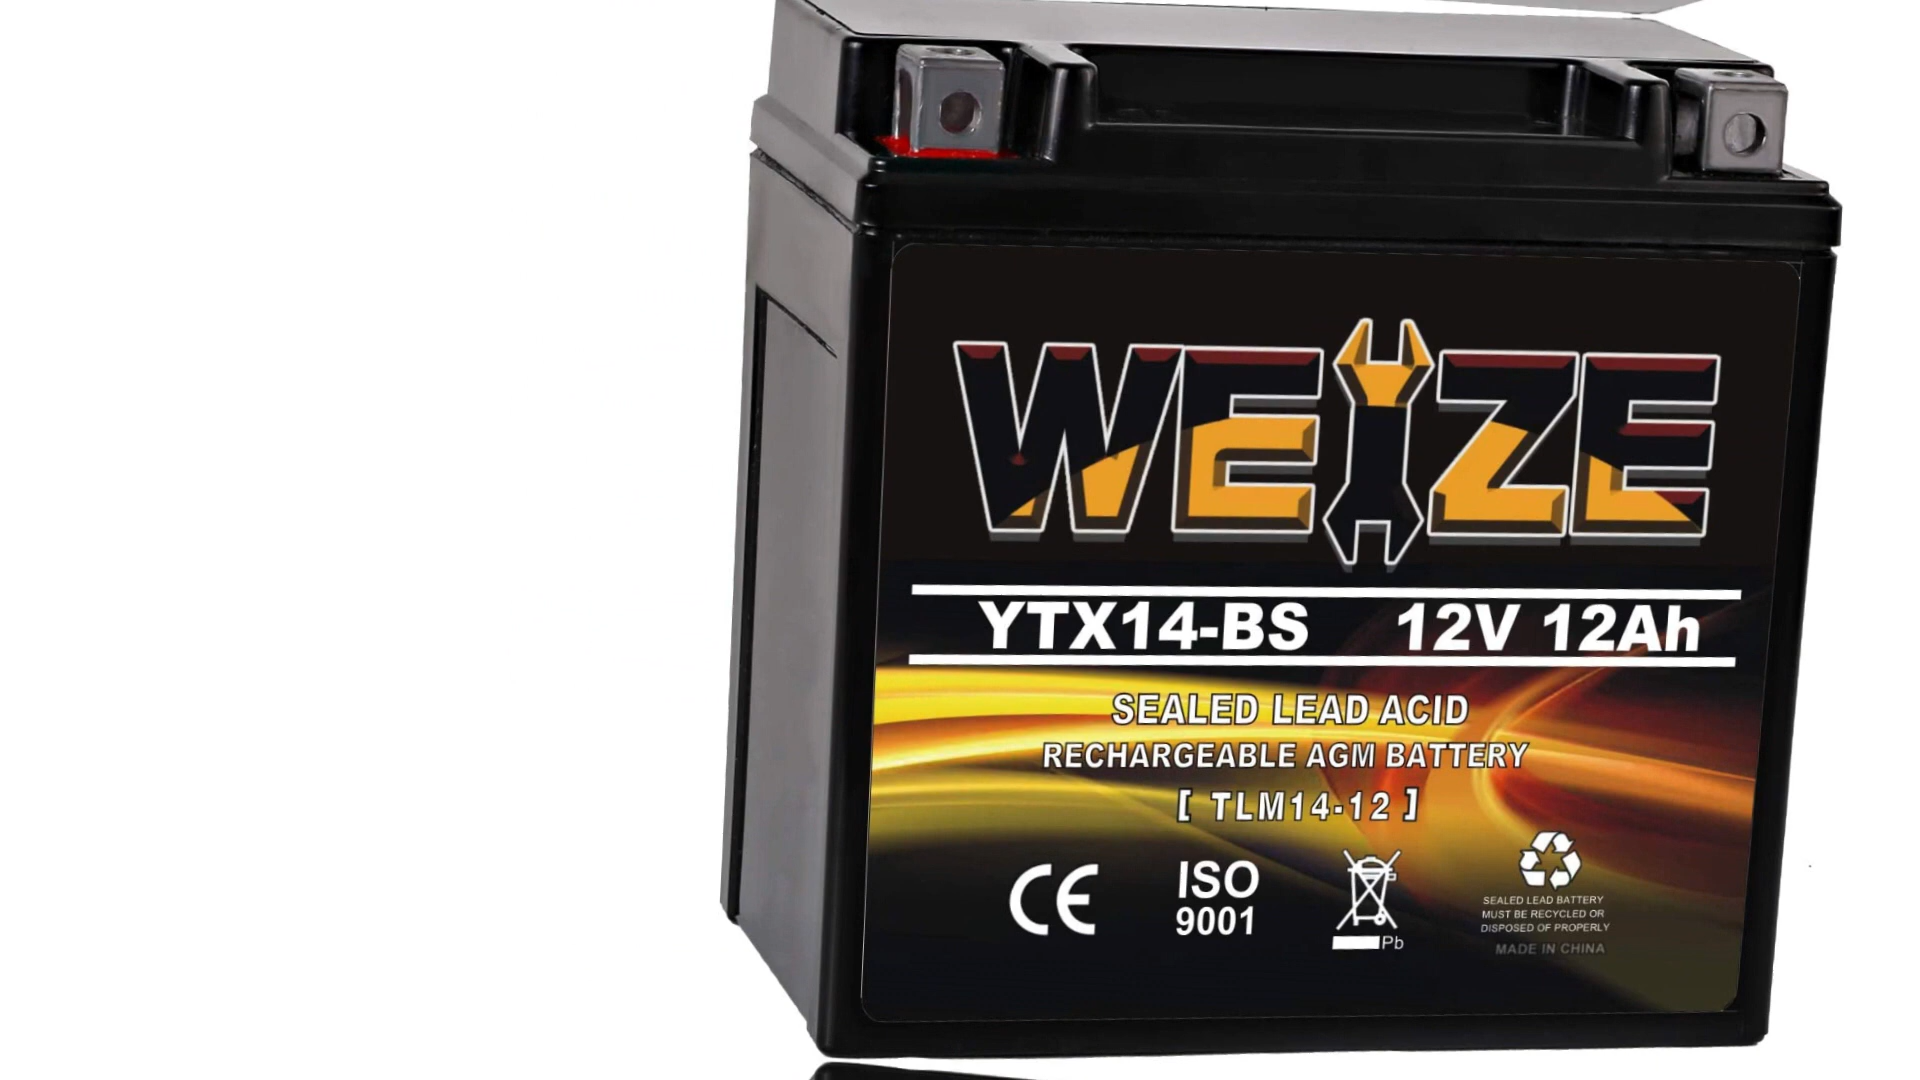 WEIZE
YTX14-BS 12V 12Ah
SEALED LEAD ACID
RECHARGEABLE AGM BATTERY
[ TLM14-12 ]
CE
ISO
9001
Pb
SEALED LEAD BATTERY
MUST BE RECYCLED OR
DISPOSED OF PROPERLY
MADE IN CHINA